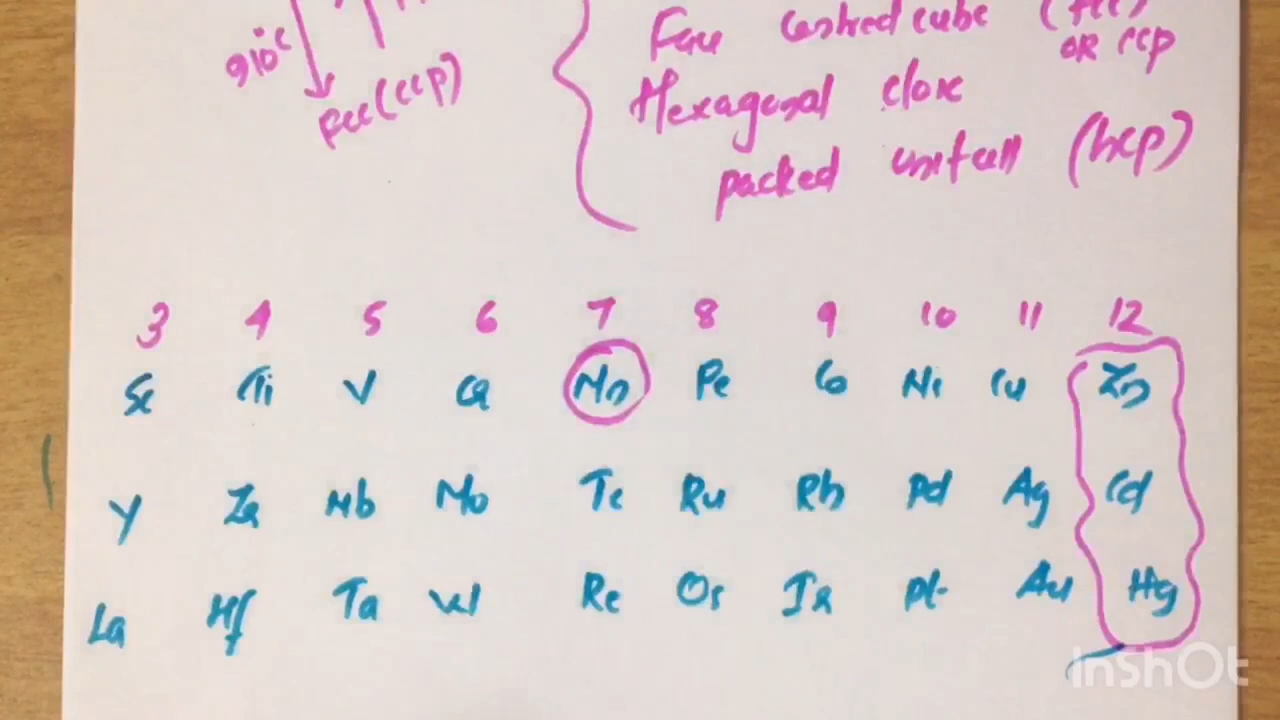 910°C
fcc(ccp)
Face centred cube (fcc)
OR ccp
Hexagonal close
packed unitcell (hcp)
3 4 5 6 7 8 9 10 11 12
Sc Ti V Cr Mn Fe Co Ni Cu Zn
Y Zr Nb Mo Tc Ru Rh Pd Ag Cd
La Hf Ta W Re Os Ir Pt Au Hg
InShOt